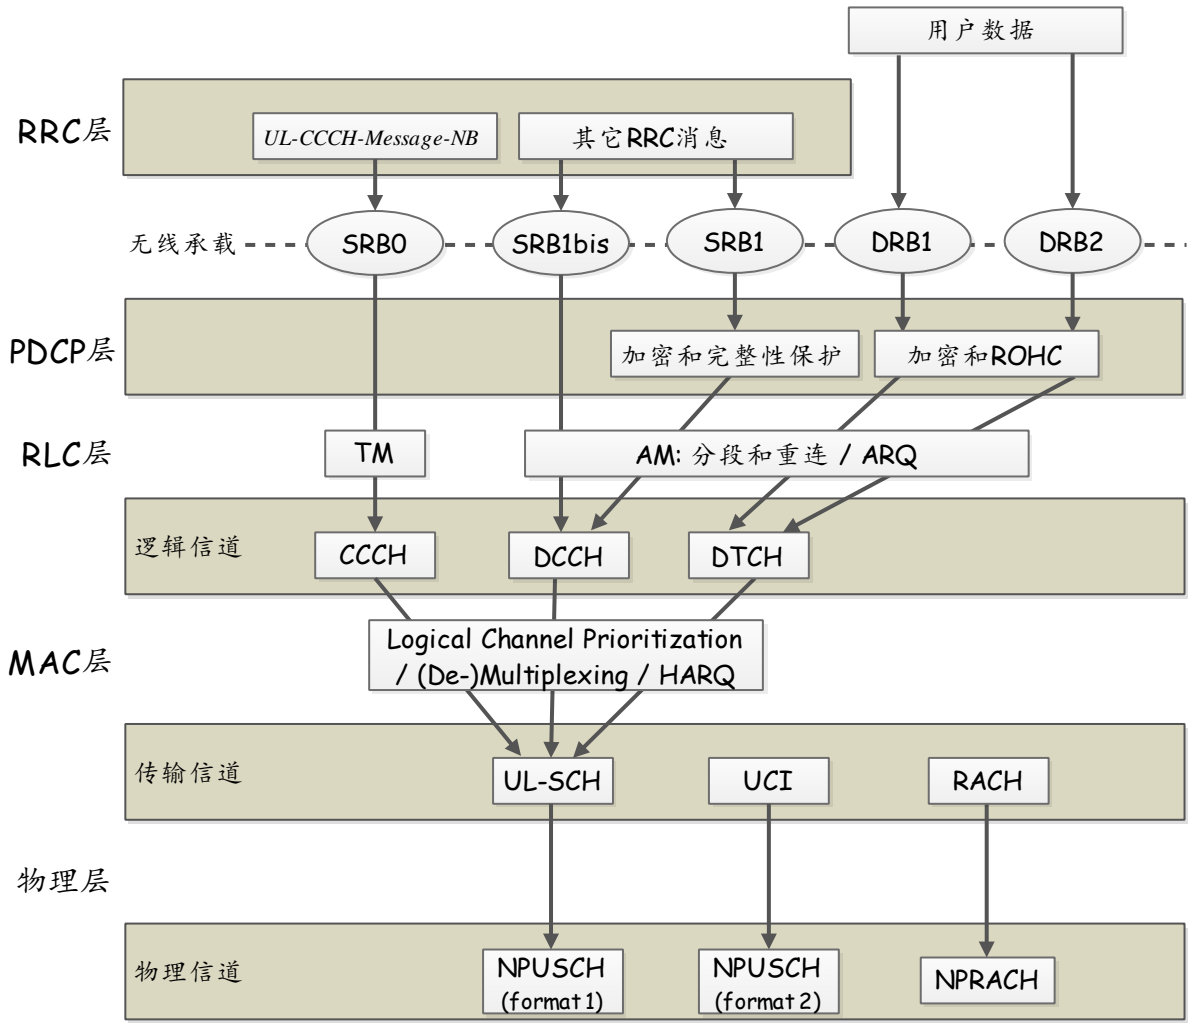 用户数据
RRC层
UL-CCCH-Message-NB
其它RRC消息
无线承载
SRB0
SRB1bis
SRB1
DRB1
DRB2
PDCP层
加密和完整性保护
加密和ROHC
RLC层
TM
AM: 分段和重连 / ARQ
逻辑信道
CCCH
DCCH
DTCH
MAC层
Logical Channel Prioritization
/ (De-)Multiplexing / HARQ
传输信道
UL-SCH
UCI
RACH
物理层
物理信道
NPUSCH
(format 1)
NPUSCH
(format 2)
NPRACH